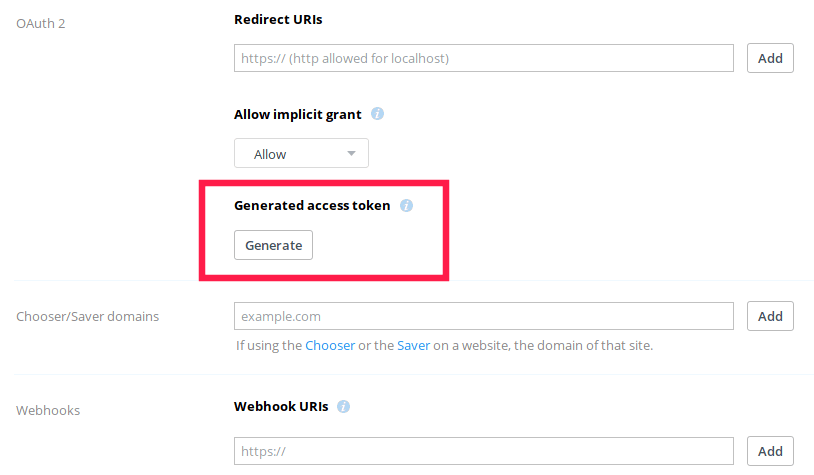 OAuth 2
Redirect URIs
https:// (http allowed for localhost)
Add
Allow implicit grant
i
Allow
Generated access token
i
Generate
Chooser/Saver domains
example.com
Add
If using the Chooser or the Saver on a website, the domain of that site.
Webhooks
Webhook URIs
i
https://
Add